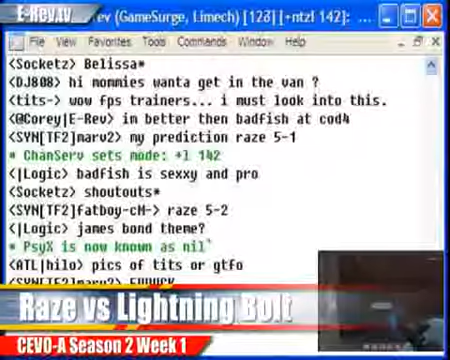 E-Rev.tv
ev (GameSurge, Limech) [123] [+ntzl 142]:
File View Favorites Tools Commands Window Help
<Socketz> Belissa*
<DJ808> hi mommies wanta get in the van ?
<tits-> wow fps trainers... i must look into this.
<@Corey|E-Rev> im better then badfish at cod4
<SYN[TF2]marv2> my prediction raze 5-1
* ChanServ sets mode: +l 142
<|Logic> badfish is sexxy and pro
<Socketz> shoutouts*
<SYN[TF2]fatboy-cM-> raze 5-2
<|Logic> james bond theme?
* PsyX is now known as nil`
<ATL|hilo> pics of tits or gtfo
Raze vs Lightning Bolt
CEVO-A Season 2 Week 1